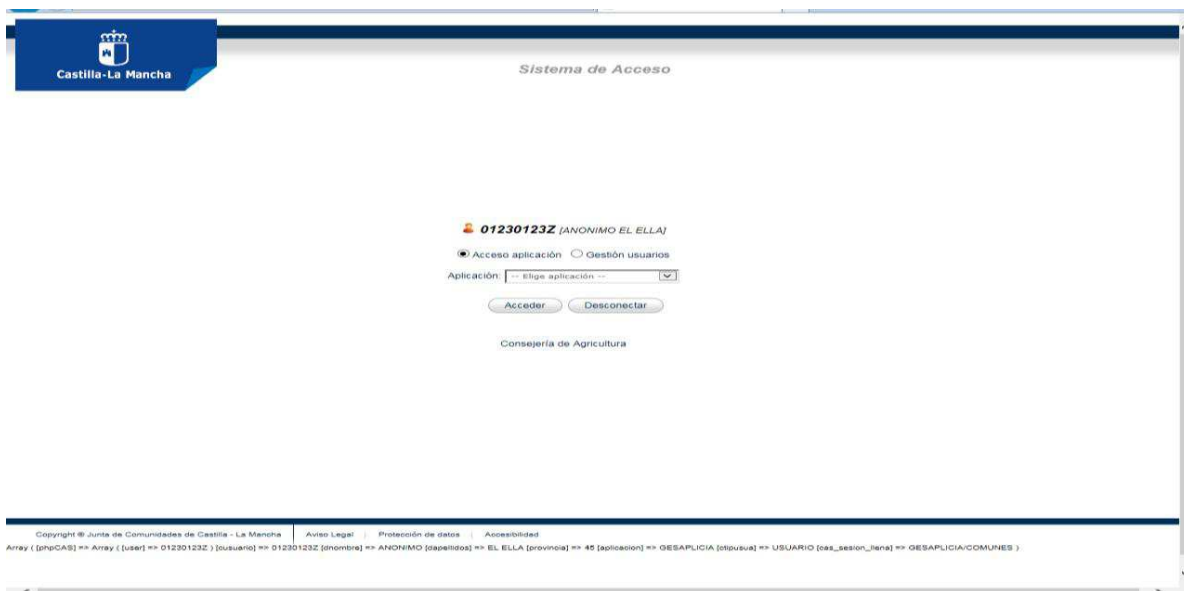 Castilla-La Mancha
Sistema de Acceso
01230123Z [ANONIMO EL ELLA]
Acceso aplicación Gestión usuarios
Aplicación: -- Elige aplicación --
Acceder Desconectar
Consejería de Agricultura
Copyright © Junta de Comunidades de Castilla - La Mancha | Aviso Legal | Protección de datos | Accesibilidad
Array ( [phpCAS] => Array ( [user] => 01230123Z ) [cusuario] => 01230123Z [dnombre] => ANONIMO [dapellidos] => EL ELLA [provincia] => 45 [aplicacion] => GESAPLICIA [ctipusua] => USUARIO [cas_sesion_llena] => GESAPLICIA/COMUNES )